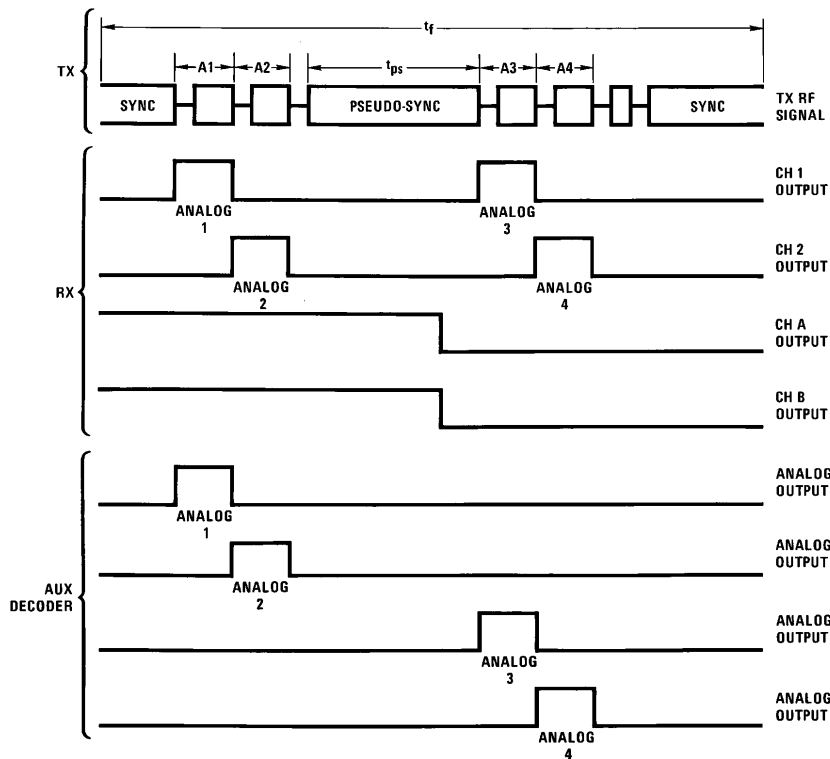 tf
TX
A1 A2 tps A3 A4
SYNC PSEUDO-SYNC SYNC
TX RF
SIGNAL
RX
CH 1
OUTPUT
ANALOG
1
ANALOG
3
CH 2
OUTPUT
ANALOG
2
ANALOG
4
CH A
OUTPUT
CH B
OUTPUT
AUX
DECODER
ANALOG
OUTPUT
ANALOG
1
ANALOG
OUTPUT
ANALOG
2
ANALOG
OUTPUT
ANALOG
3
ANALOG
OUTPUT
ANALOG
4